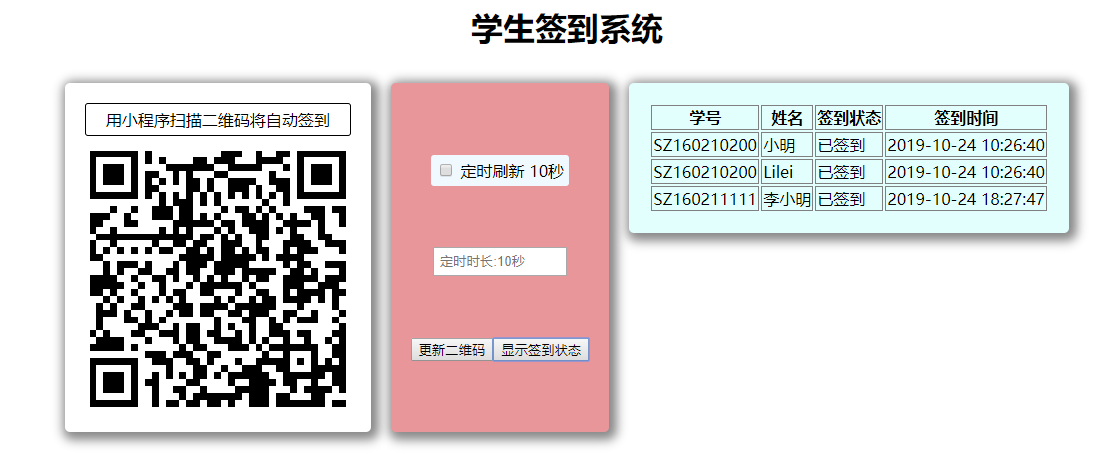 学生签到系统
用小程序扫描二维码将自动签到
定时刷新 10秒
定时时长:10秒
更新二维码 显示签到状态
学号 姓名 签到状态 签到时间
SZ160210200 小明 已签到 2019-10-24 10:26:40
SZ160210200 Lilei 已签到 2019-10-24 10:26:40
SZ160211111 李小明 已签到 2019-10-24 18:27:47